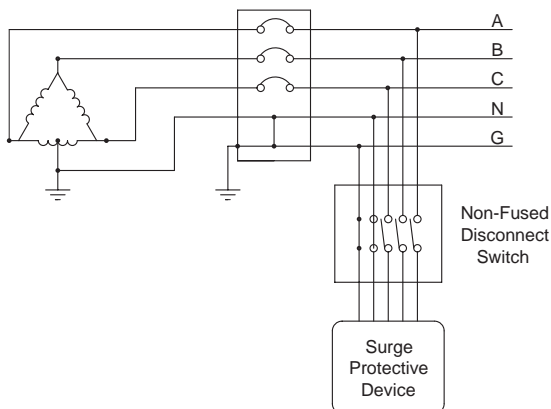 A
B
C
N
G
Non-Fused
Disconnect
Switch
Surge
Protective
Device